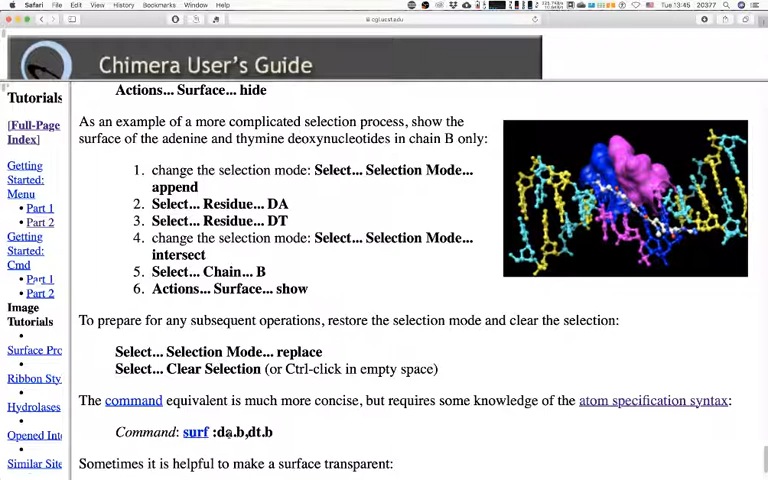 Safari File Edit View History Bookmarks Window Help Tue 13:45 20377
cgl.ucsf.edu
Chimera User's Guide
Tutorials
[Full-Page
Index]
Getting
Started:
Menu
• Part 1
• Part 2
Getting
Started:
Cmd
• Part 1
• Part 2
Image
Tutorials
•
Surface Pro
•
Ribbon Sty
•
Hydrolases
•
Opened Int
•
Similar Site
Actions... Surface... hide
As an example of a more complicated selection process, show the
surface of the adenine and thymine deoxynucleotides in chain B only:
1. change the selection mode: Select... Selection Mode...
append
2. Select... Residue... DA
3. Select... Residue... DT
4. change the selection mode: Select... Selection Mode...
intersect
5. Select... Chain... B
6. Actions... Surface... show
To prepare for any subsequent operations, restore the selection mode and clear the selection:
Select... Selection Mode... replace
Select... Clear Selection (or Ctrl-click in empty space)
The command equivalent is much more concise, but requires some knowledge of the atom specification syntax:
Command: surf :da.b,dt.b
Sometimes it is helpful to make a surface transparent: